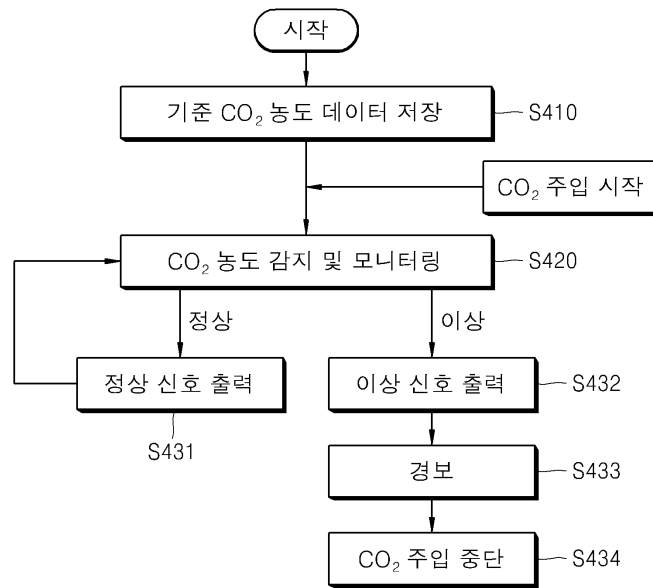 시작
기준 CO₂ 농도 데이터 저장
S410
CO₂ 주입 시작
CO₂ 농도 감지 및 모니터링
S420
정상
이상
정상 신호 출력
S431
이상 신호 출력
S432
경보
S433
CO₂ 주입 중단
S434